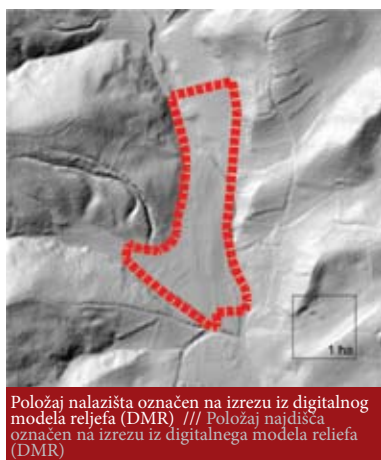 1 ha
Položaj nalazišta označen na izrezu iz digitalnog
modela reljefa (DMR) /// Položaj najdišča
označen na izrezu iz digitalnega modela reliefa
(DMR)